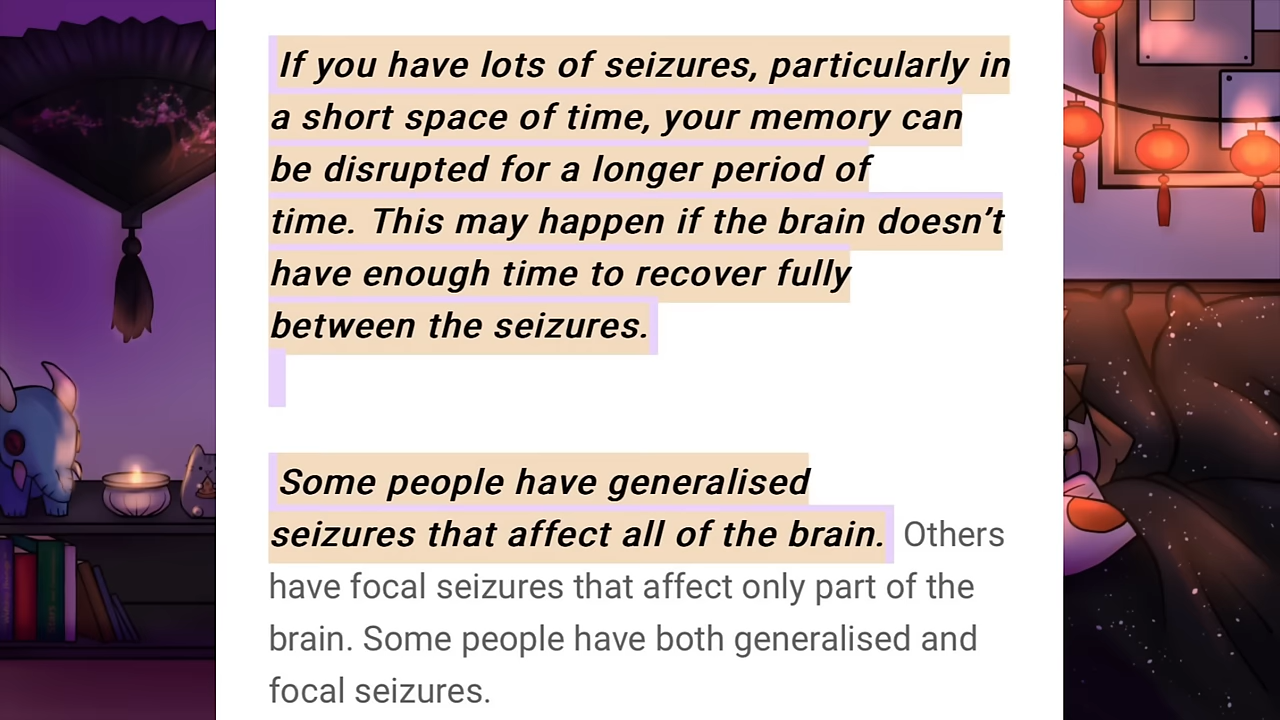 If you have lots of seizures, particularly in
a short space of time, your memory can
be disrupted for a longer period of
time. This may happen if the brain doesn’t
have enough time to recover fully
between the seizures.
Some people have generalised
seizures that affect all of the brain. Others
have focal seizures that affect only part of the
brain. Some people have both generalised and
focal seizures.